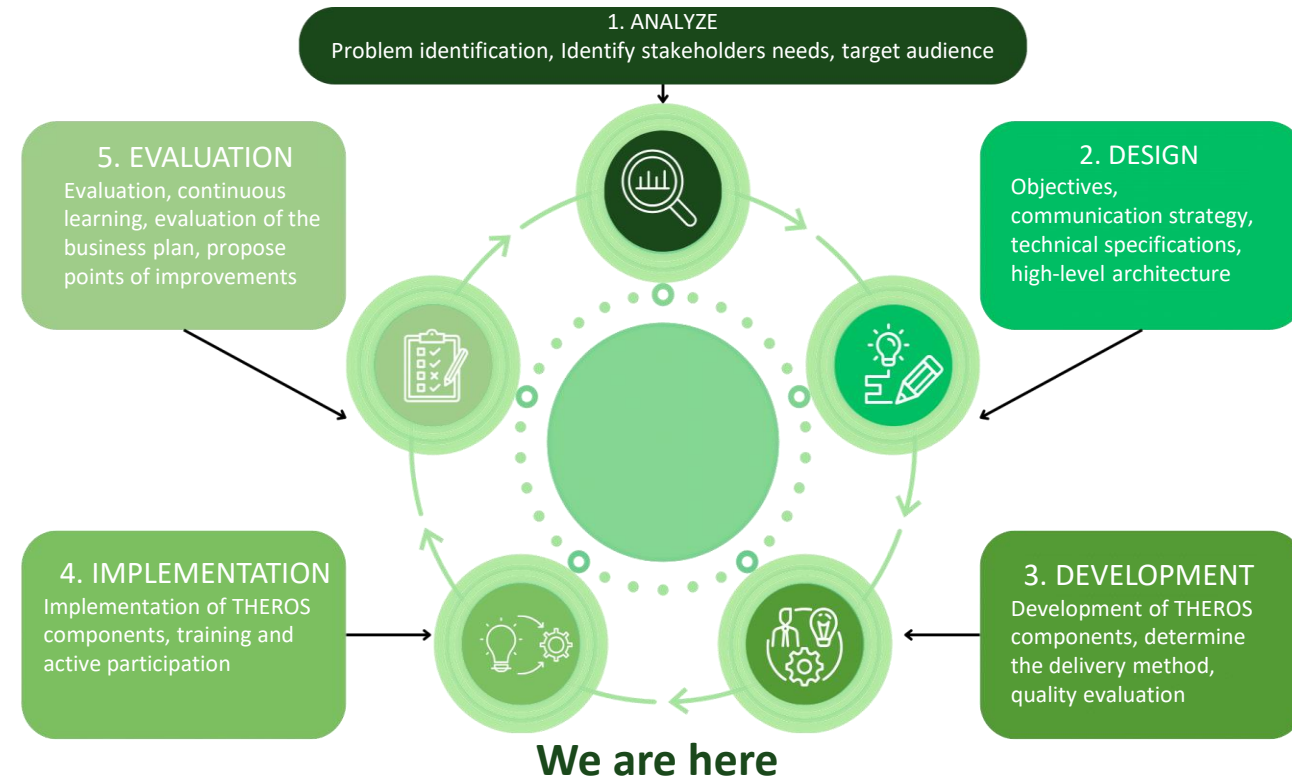 1. ANALYZE
Problem identification, Identify stakeholders needs, target audience
5. EVALUATION
Evaluation, continuous
learning, evaluation of the
business plan, propose
points of improvements
2. DESIGN
Objectives,
communication strategy,
technical specifications,
high-level architecture
4. IMPLEMENTATION
Implementation of THEROS
components, training and
active participation
3. DEVELOPMENT
Development of THEROS
components, determine
the delivery method,
quality evaluation
We are here